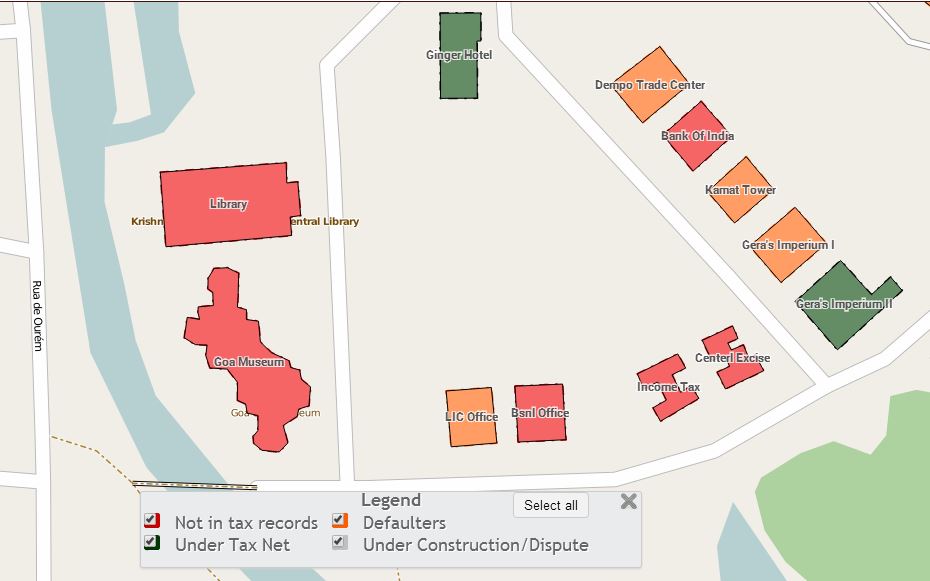 Ginger Hotel
Dempo Trade Center
Bank Of India
Kamat Tower
Library
Krishn
entral Library
Gera's Imperium I
Gera's Imperium II
Rua de Ourém
Goa Museum
Centerl Excise
Income Tax
Goa
eum
LIC Office
Bsnl Office
Legend
Select all
Not in tax records
Defaulters
Under Tax Net
Under Construction/Dispute